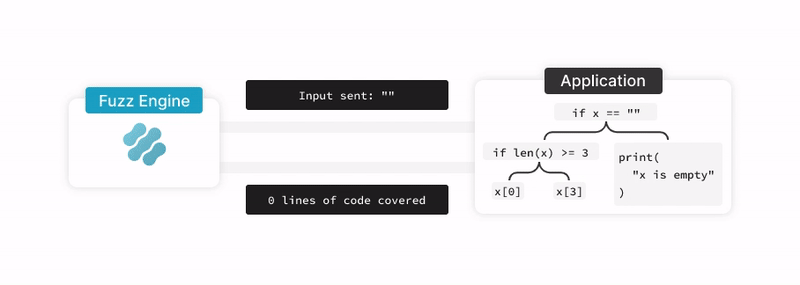 Fuzz Engine
Input sent: ""
0 lines of code covered
Application
if x == ""
if len(x) >= 3
x[0]
x[3]
print(
"x is empty"
)